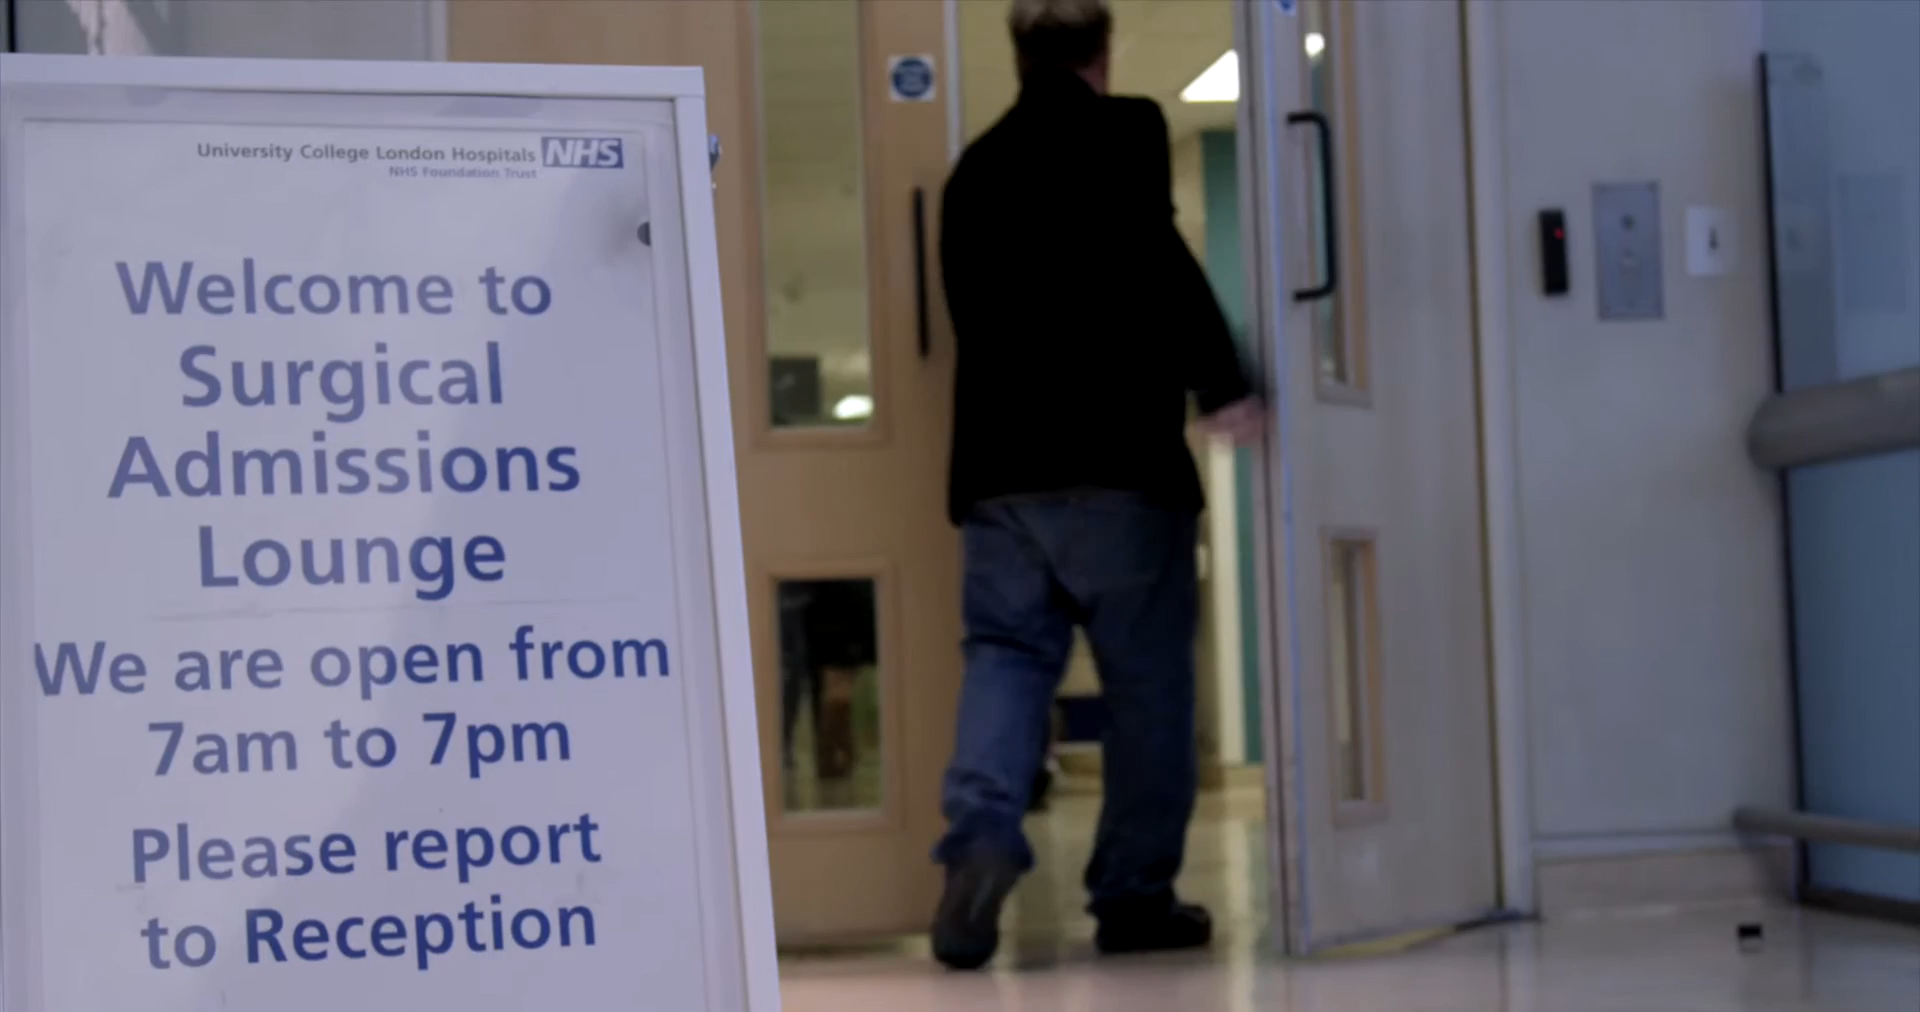 University College London Hospitals NHS
NHS Foundation Trust
Welcome to
Surgical
Admissions
Lounge
We are open from
7am to 7pm
Please report
to Reception